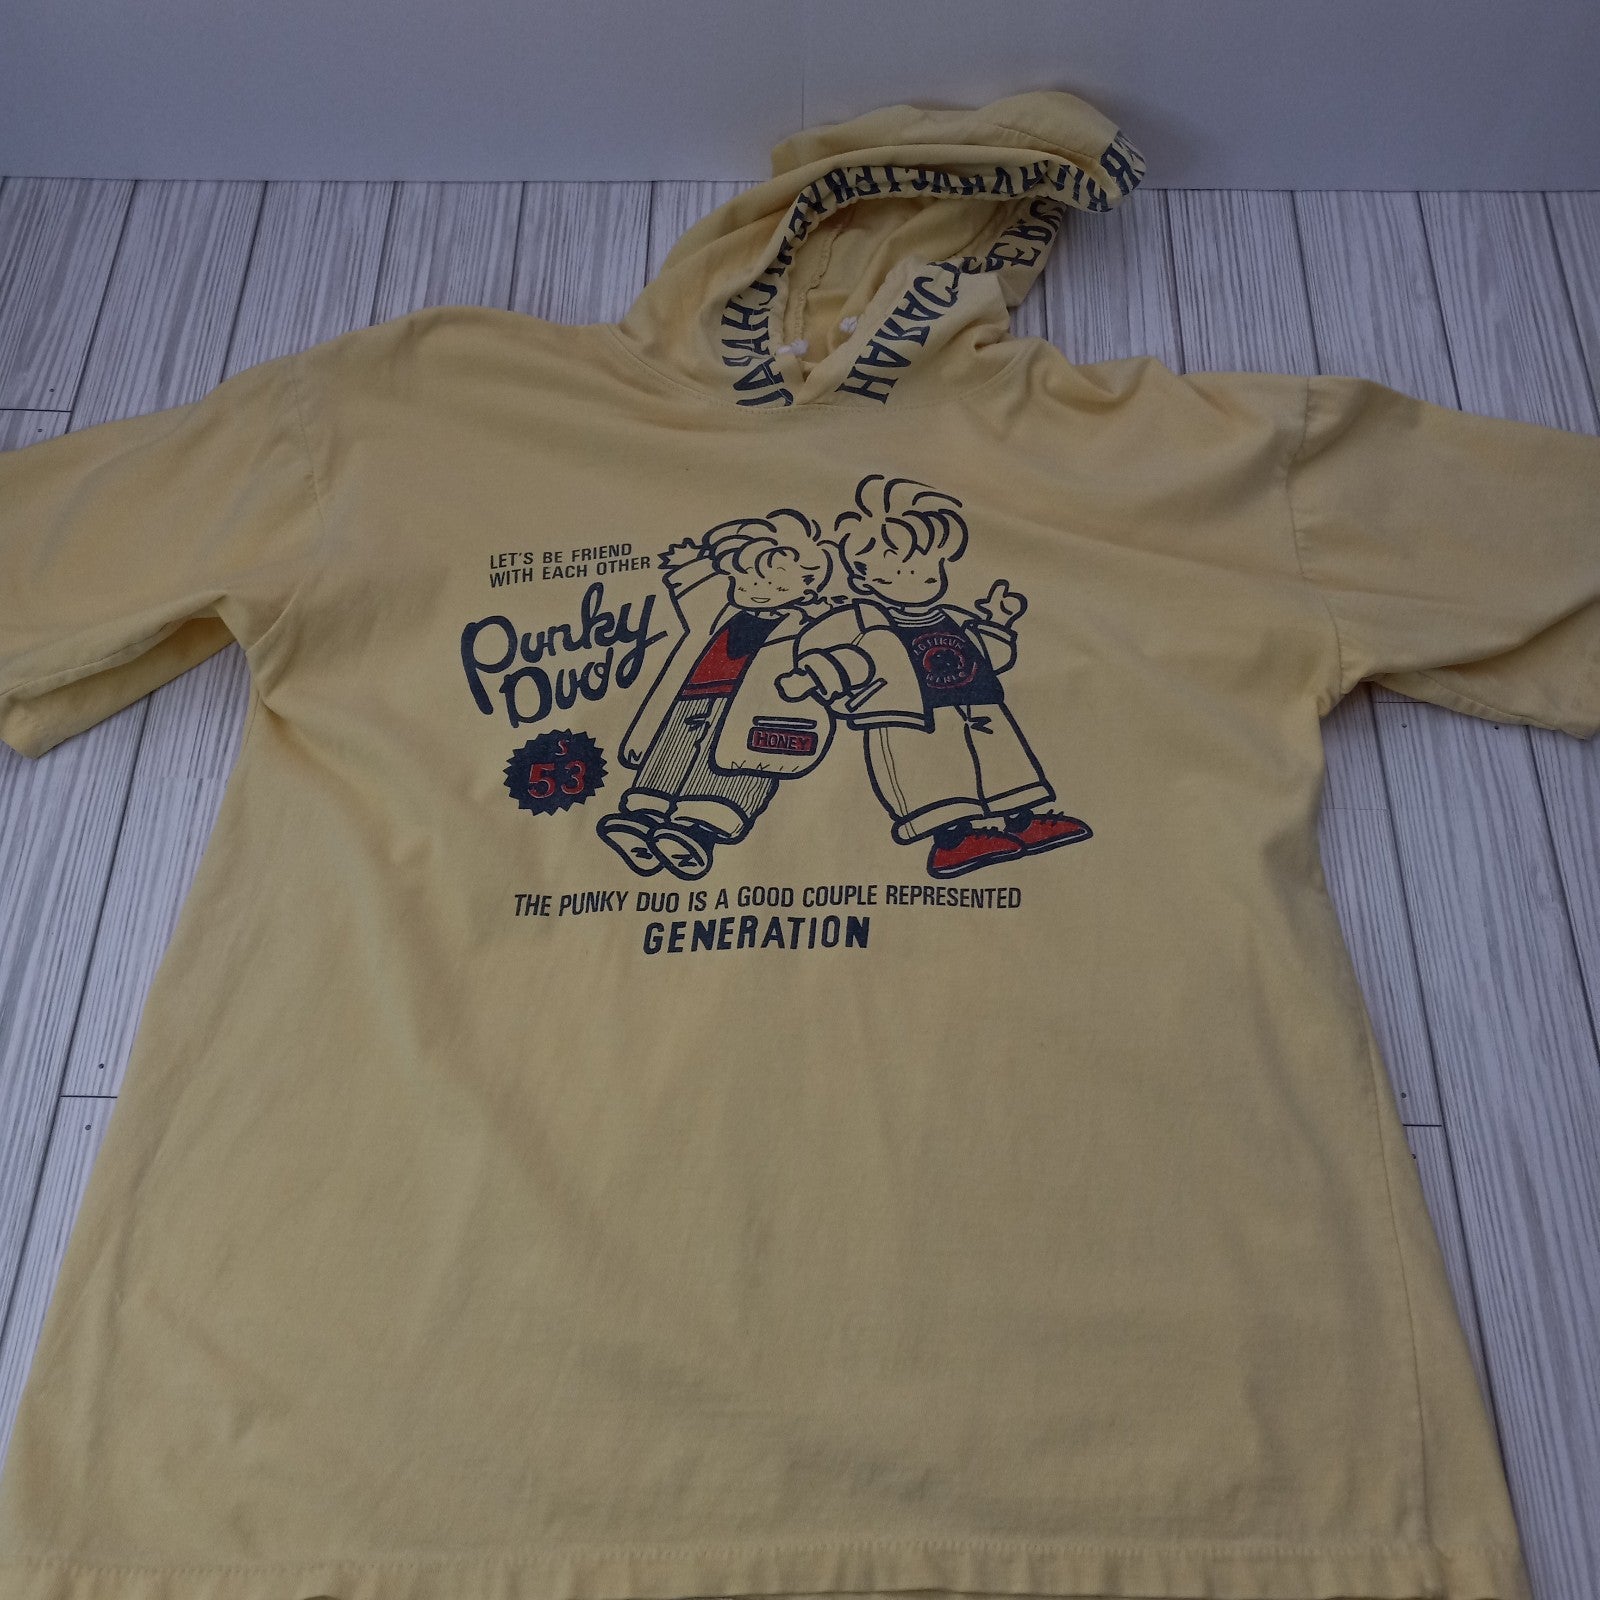 LET'S BE FRIEND
WITH EACH OTHER
Punky
Duo
S
53
HONEY
THE PUNKY DUO IS A GOOD COUPLE REPRESENTED
GENERATION